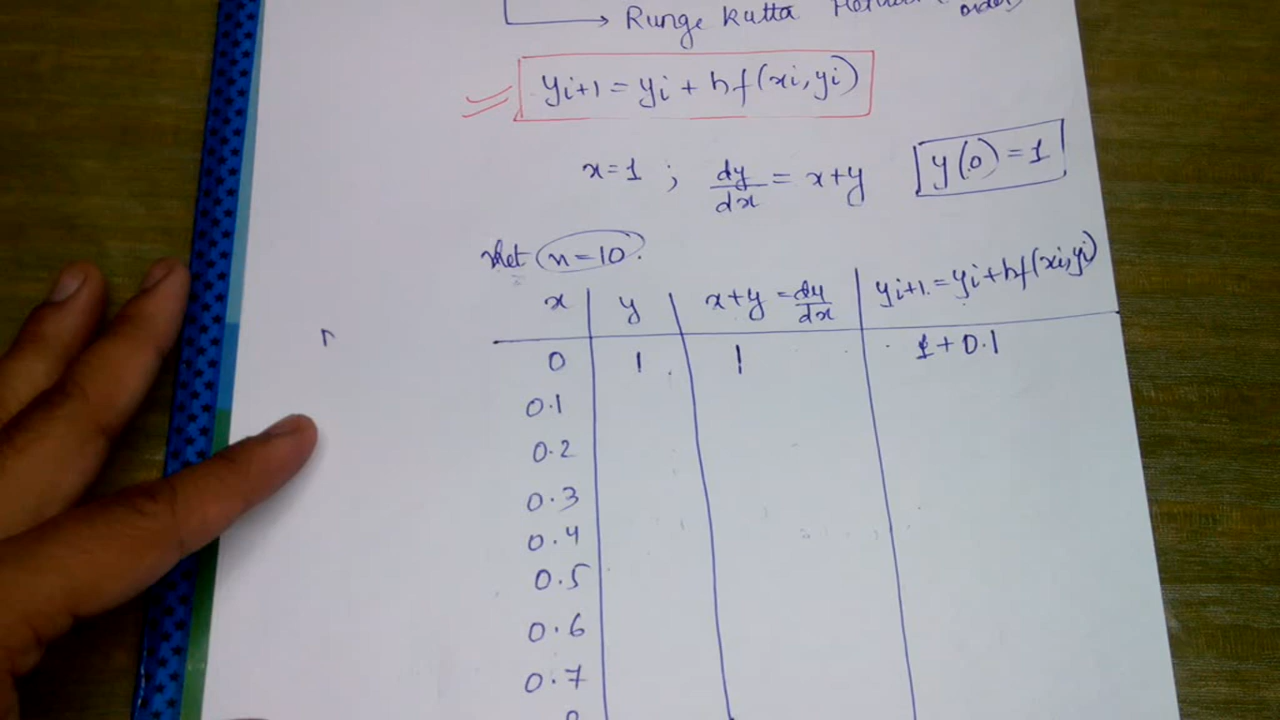 Runge Kutta
yi+1 = yi + hf(xi, yi)
x=1 ; dy/dx = x+y y(0) = 1
Let n=10.
x y x+y = dy/dx yi+1. = yi + hf(xi, yi)
0 1 1 1 + 0.1
0.1
0.2
0.3
0.4
0.5
0.6
0.7